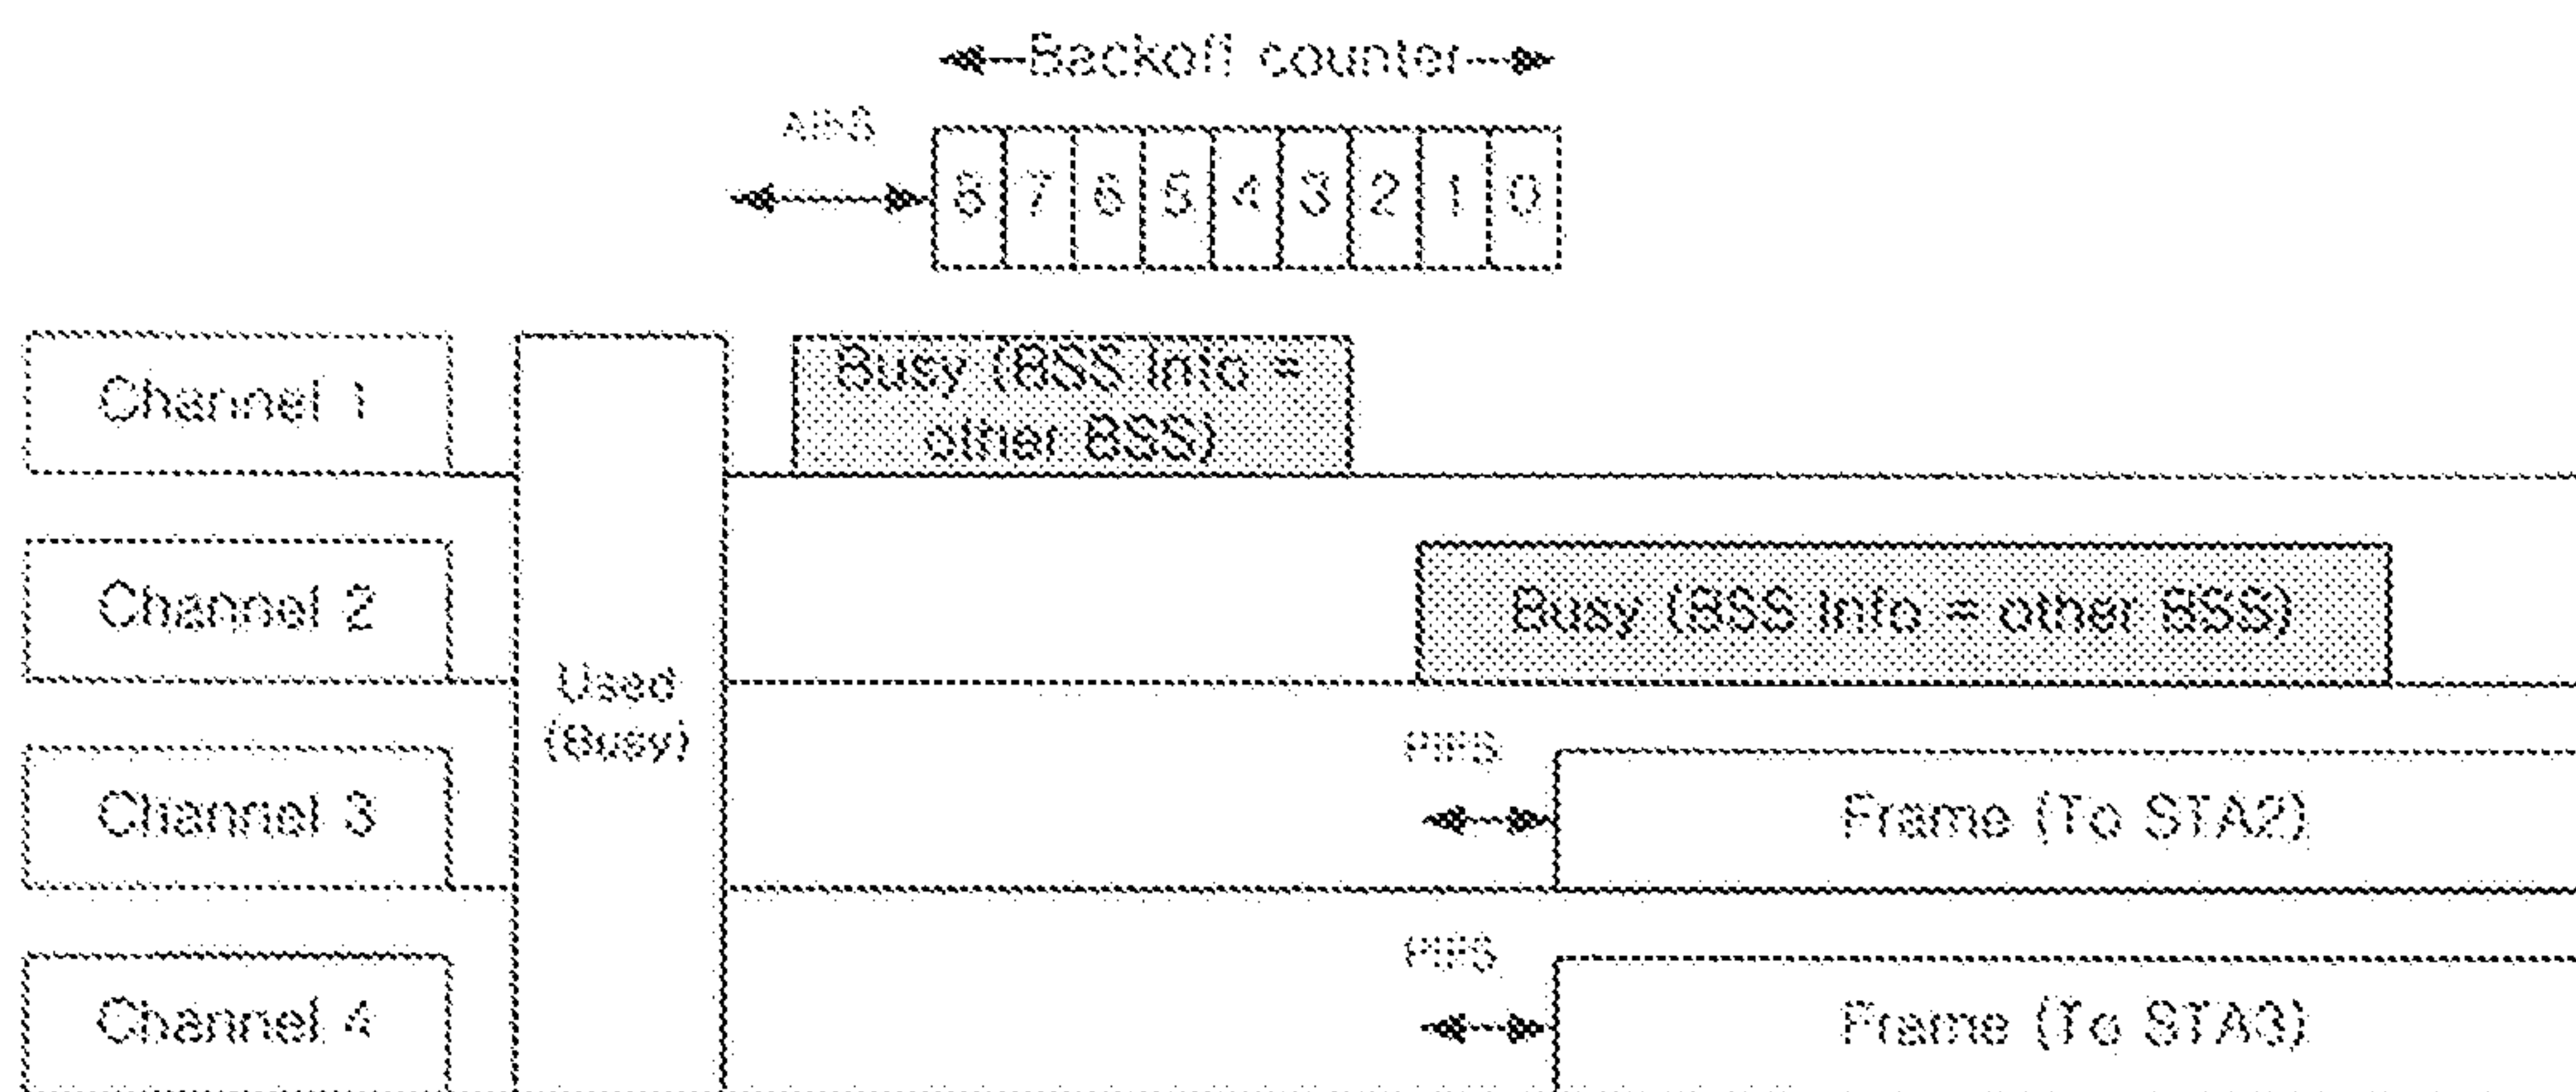 Backoff counter
AIFS
8 7 6 5 4 3 2 1 0
Channel 1
Busy (BSS Info =
other BSS)
Channel 2
Busy (BSS Info = other BSS)
Used
(Busy)
PIFS
Channel 3
Frame (To STA2)
PIFS
Channel 4
Frame (To STA3)